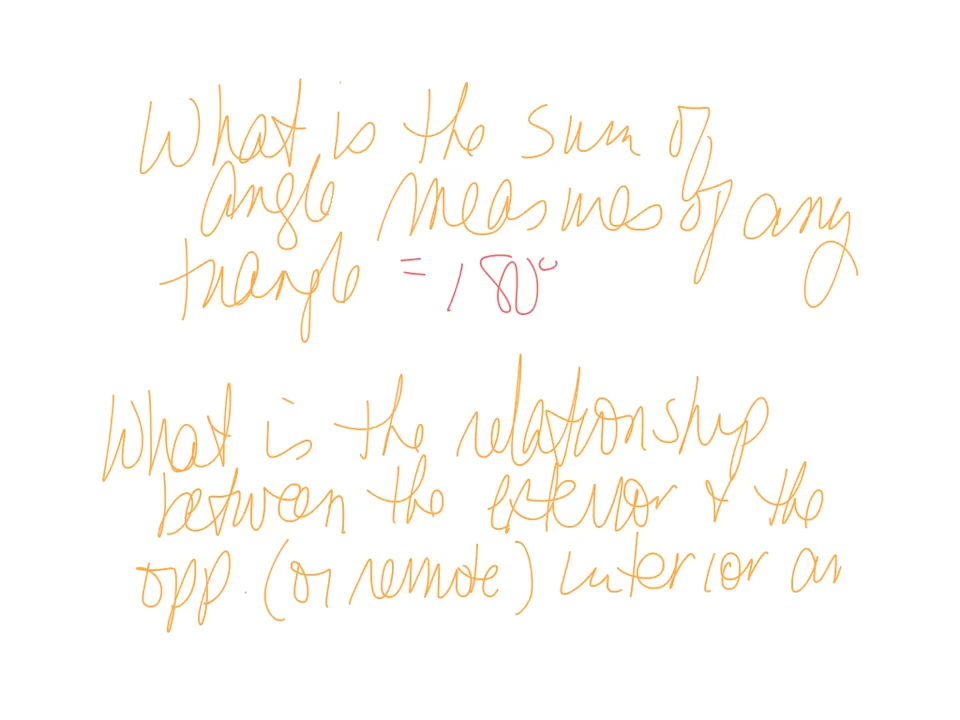 What is the sum of
angle measures of any
triangle = 180°
What is the relationship
between the exterior & the
opp. (or remote) interior an